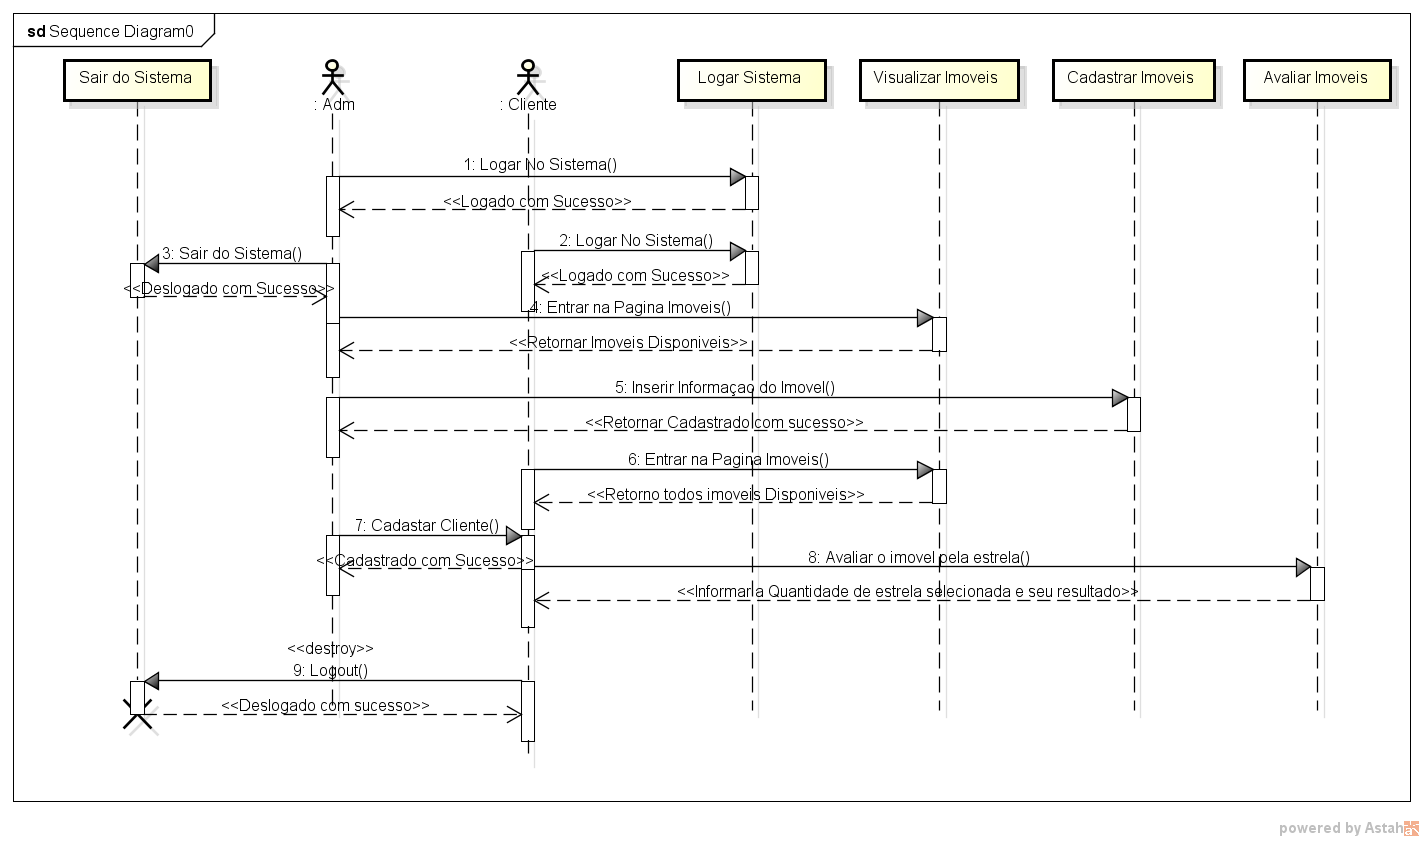 sd Sequence Diagram0
Sair do Sistema
: Adm
: Cliente
Logar Sistema
Visualizar Imoveis
Cadastrar Imoveis
Avaliar Imoveis
1: Logar No Sistema()
<<Logado com Sucesso>>
2: Logar No Sistema()
3: Sair do Sistema()
<<Logado com Sucesso>>
<<Deslogado com Sucesso>>
4: Entrar na Pagina Imoveis()
<<Retornar Imoveis Disponiveis>>
5: Inserir Informaçao do Imovel()
<<Retornar Cadastrado com sucesso>>
6: Entrar na Pagina Imoveis()
<<Retorno todos imoveis Disponiveis>>
7: Cadastar Cliente()
<<Cadastrado com Sucesso>>
8: Avaliar o imovel pela estrela()
<<Informar a Quantidade de estrela selecionada e seu resultado>>
<<destroy>>
9: Logout()
<<Deslogado com sucesso>>
powered by Astah